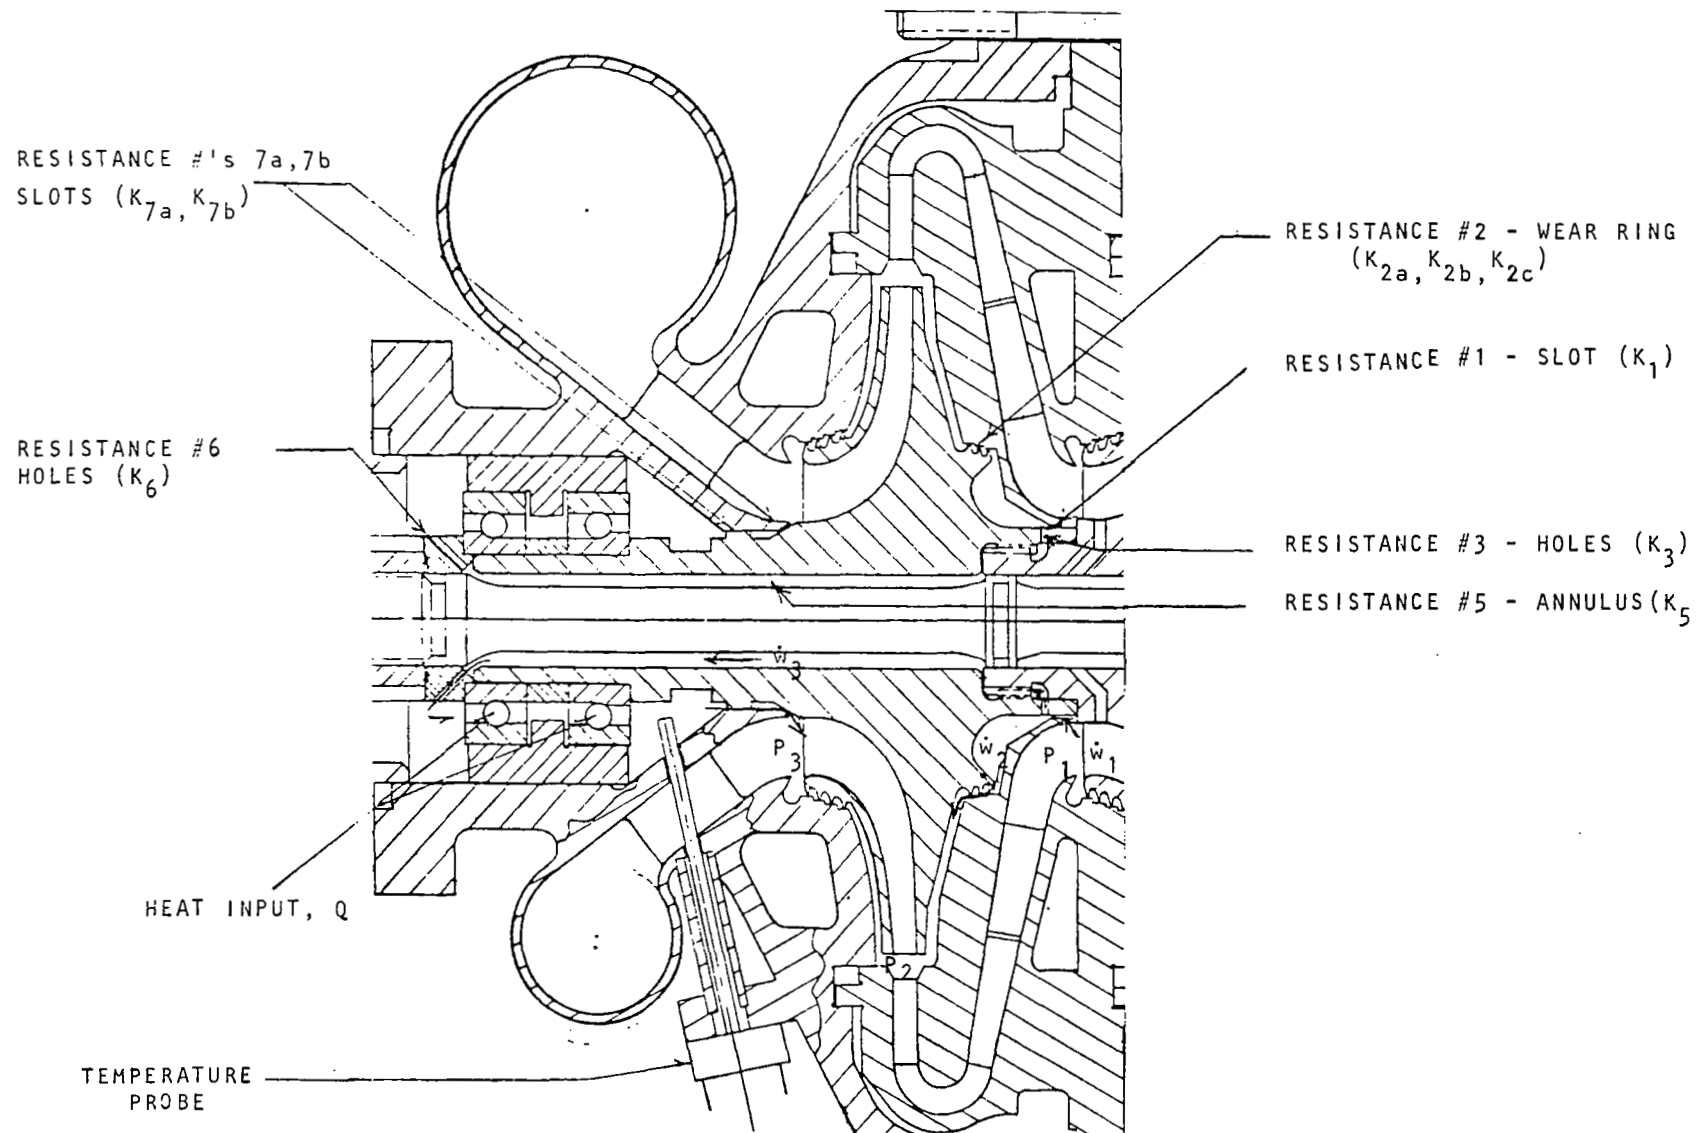 RESISTANCE #'s 7a,7b
SLOTS (K7a, K7b)
RESISTANCE #2 - WEAR RING
(K2a, K2b, K2c)
RESISTANCE #1 - SLOT (K1)
RESISTANCE #6
HOLES (K6)
RESISTANCE #3 - HOLES (K3)
RESISTANCE #5 - ANNULUS(K5
ẇ3
P3
ẇ2
P1
ẇ1
HEAT INPUT, Q
P2
TEMPERATURE
PROBE